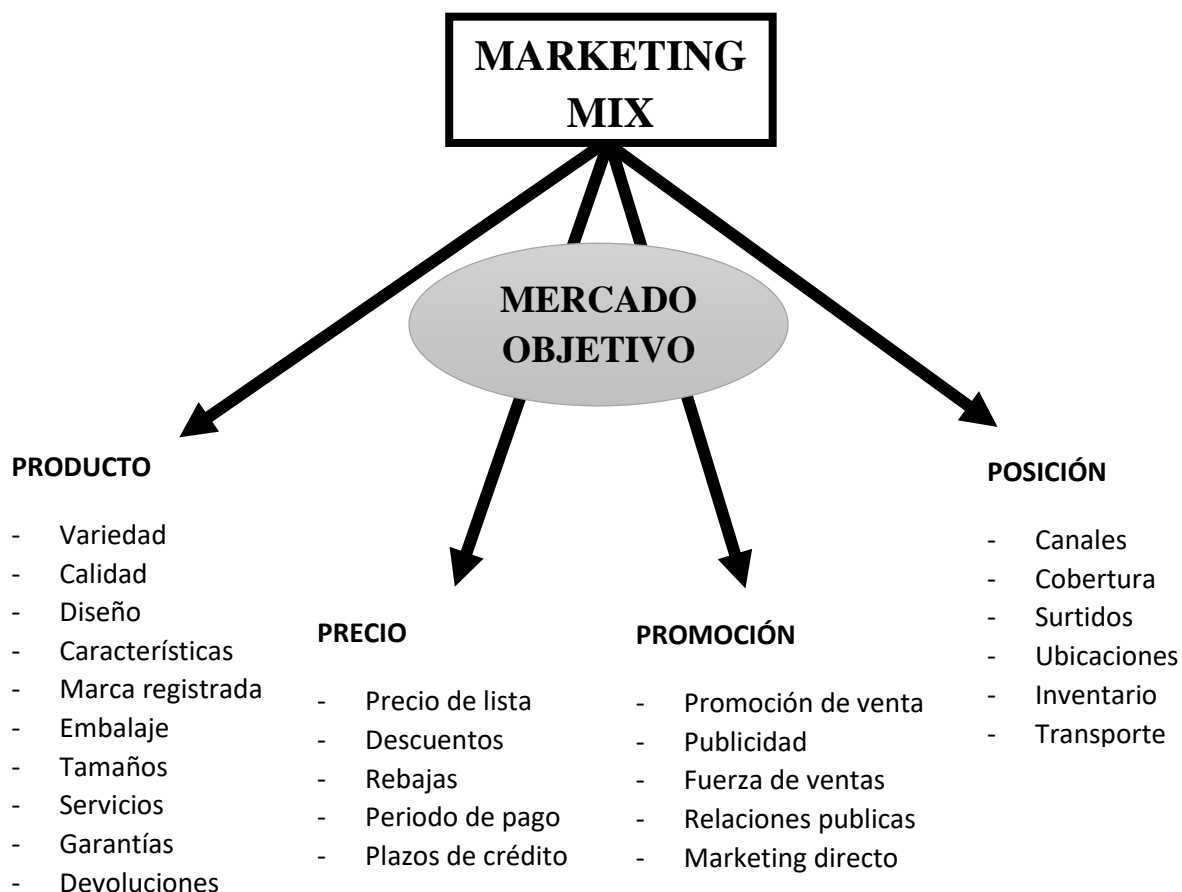 MARKETING
MIX
MERCADO
OBJETIVO
PRODUCTO
- Variedad
- Calidad
- Diseño
- Características
- Marca registrada
- Embalaje
- Tamaños
- Servicios
- Garantías
- Devoluciones
PRECIO
- Precio de lista
- Descuentos
- Rebajas
- Periodo de pago
- Plazos de crédito
PROMOCIÓN
- Promoción de venta
- Publicidad
- Fuerza de ventas
- Relaciones publicas
- Marketing directo
POSICIÓN
- Canales
- Cobertura
- Surtidos
- Ubicaciones
- Inventario
- Transporte